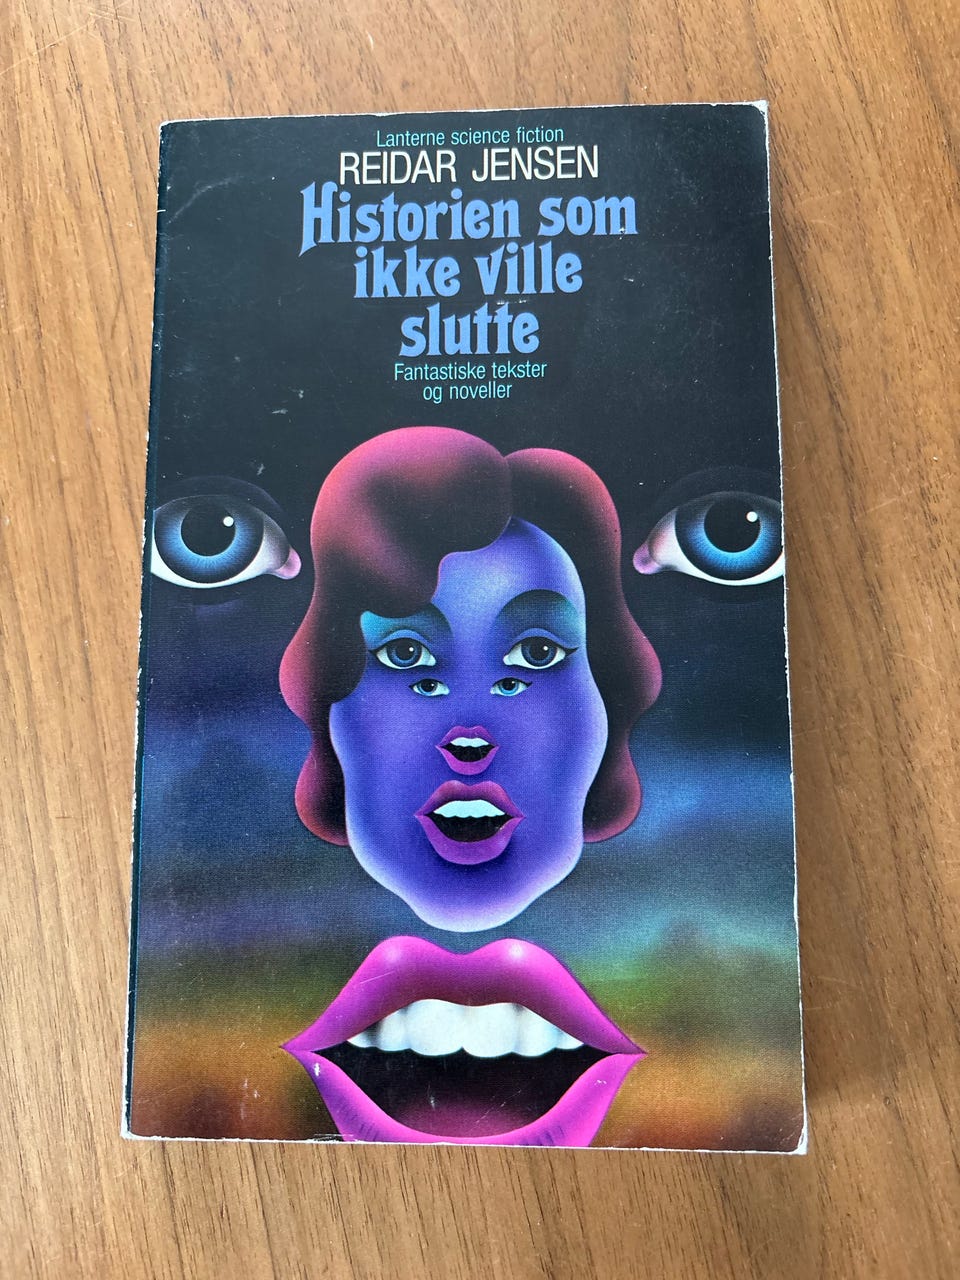 Lanterne science fiction
REIDAR JENSEN
Historien som
ikke ville
slutte
Fantastiske tekster
og noveller